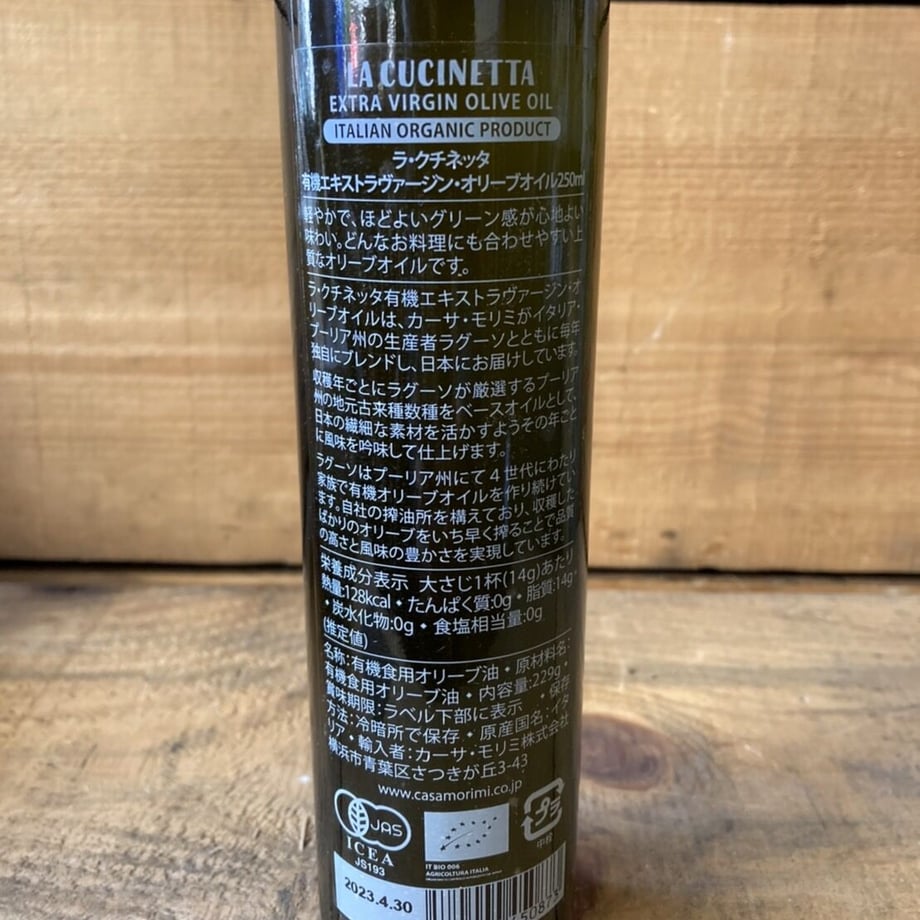 LA CUCINETTA
EXTRA VIRGIN OLIVE OIL
ITALIAN ORGANIC PRODUCT
ラ・クチネッタ
有機エキストラヴァージン・オリーブオイル250ml
軽やかで、ほどよいグリーン感が心地よい
味わい。どんなお料理にも合わせやすい上
質なオリーブオイルです。
ラ・クチネッタ有機エキストラヴァージン・オ
リーブオイルは、カーサ・モリミがイタリア・
プーリア州の生産者ラグーソとともに毎年
独自にブレンドし、日本にお届けしています。
収穫年ごとにラグーソが厳選するプーリア
州の地元古来種数種をベースオイルとして、
日本の繊細な素材を活かすようその年ごと
に風味を吟味して仕上げます。
ラグーソはプーリア州にて4世代にわたり
家族で有機オリーブオイルを作り続けてい
ます。自社の搾油所を構えており、収穫した
ばかりのオリーブをいち早く搾ることで品質
の高さと風味の豊かさを実現しています。
栄養成分表示 大さじ1杯(14g)あたり
熱量:128kcal・たんぱく質:0g・脂質:14g
・炭水化物:0g・食塩相当量:0g
(推定値)
名称:有機食用オリーブ油・原材料名:
有機食用オリーブ油・内容量:229g・
賞味期限:ラベル下部に表示・保存
方法:冷暗所で保存・原産国名:イタ
リア・輸入者:カーサ・モリミ株式会社
横浜市青葉区さつきが丘3-43
www.casamorimi.co.jp
JAS
ICEA
JS193
IT BIO 006
AGRICOLTURA ITALIA
プラ
中栓
2023.4.30